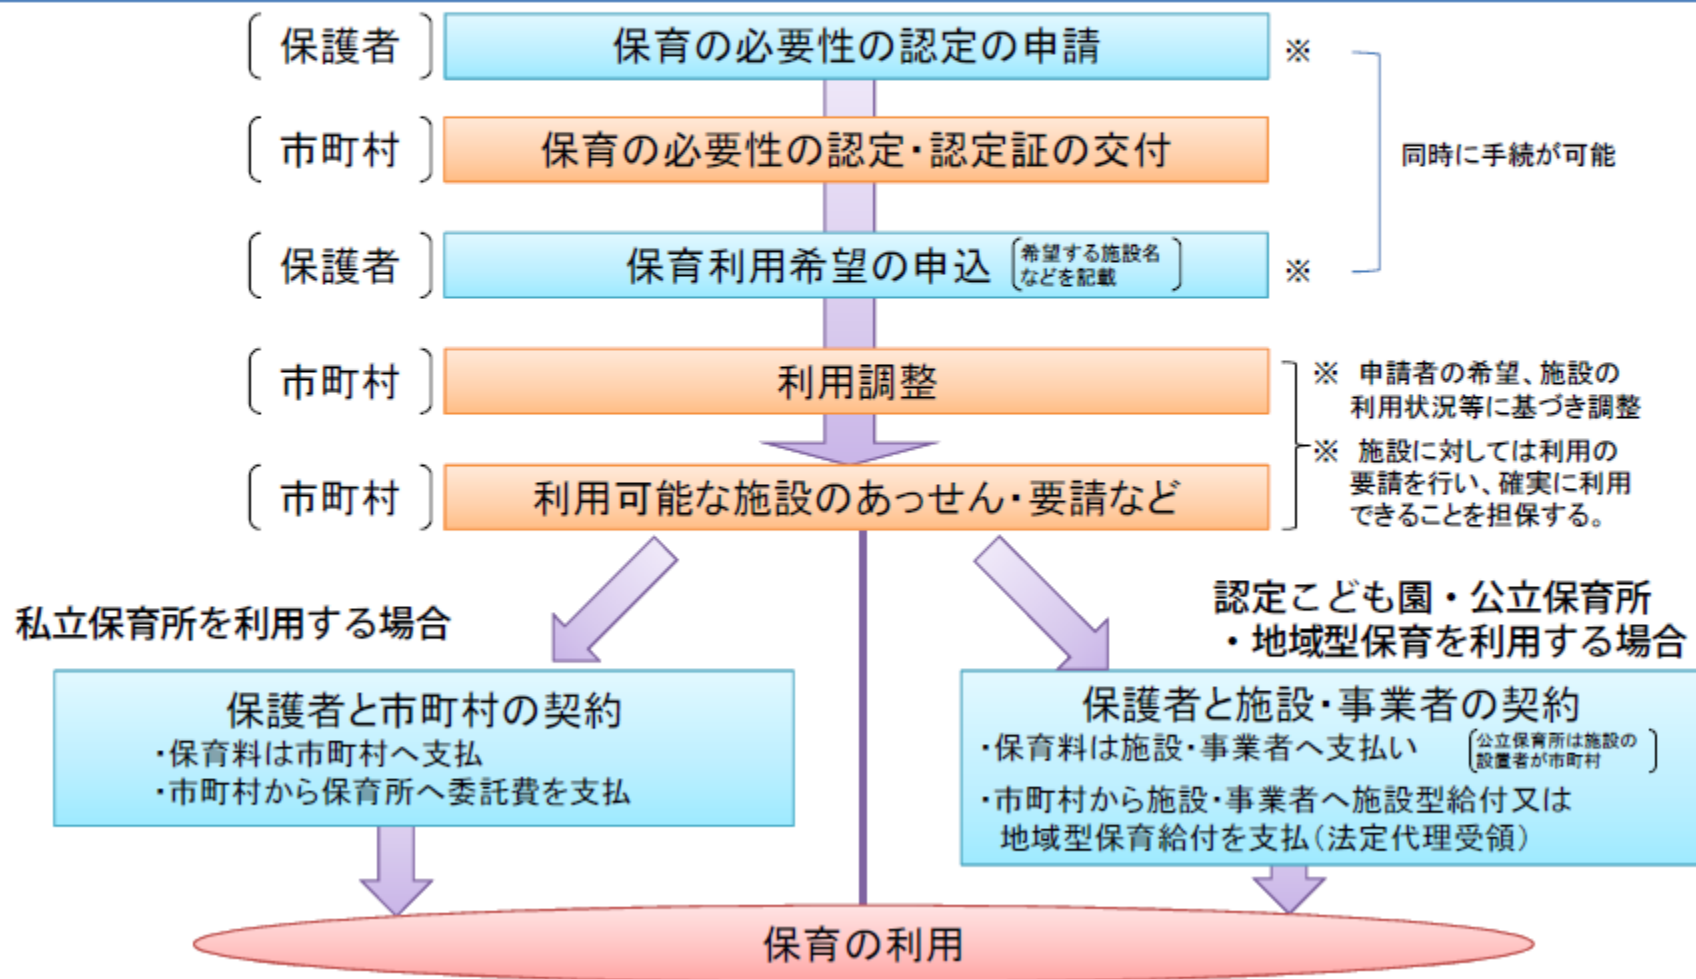 〔 保護者 〕 保育の必要性の認定の申請 ※
〔 市町村 〕 保育の必要性の認定・認定証の交付
同時に手続が可能
〔 保護者 〕 保育利用希望の申込 〔希望する施設名
などを記載〕 ※
〔 市町村 〕 利用調整
※ 申請者の希望、施設の
利用状況等に基づき調整
※ 施設に対しては利用の
要請を行い、確実に利用
できることを担保する。
〔 市町村 〕 利用可能な施設のあっせん・要請など
私立保育所を利用する場合
保護者と市町村の契約
・保育料は市町村へ支払
・市町村から保育所へ委託費を支払
認定こども園・公立保育所
・地域型保育を利用する場合
保護者と施設・事業者の契約
・保育料は施設・事業者へ支払い 〔公立保育所は施設の
設置者が市町村〕
・市町村から施設・事業者へ施設型給付又は
地域型保育給付を支払(法定代理受領)
保育の利用